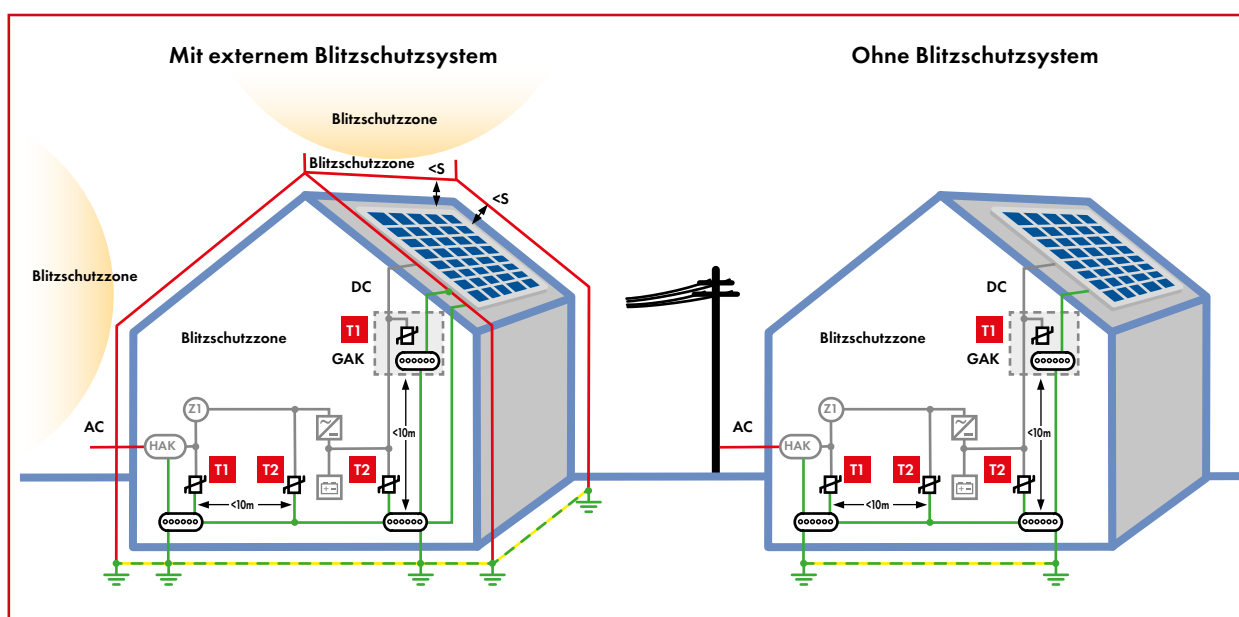 Mit externem Blitzschutzsystem
Blitzschutzzone
Blitzschutzzone
<S
<S
Blitzschutzzone
DC
T1
GAK
Blitzschutzzone
Z1
AC
HAK
<10m
T1
T2
T2
<10m
Ohne Blitzschutzsystem
DC
T1
GAK
Blitzschutzzone
Z1
AC
HAK
<10m
T1
T2
T2
<10m